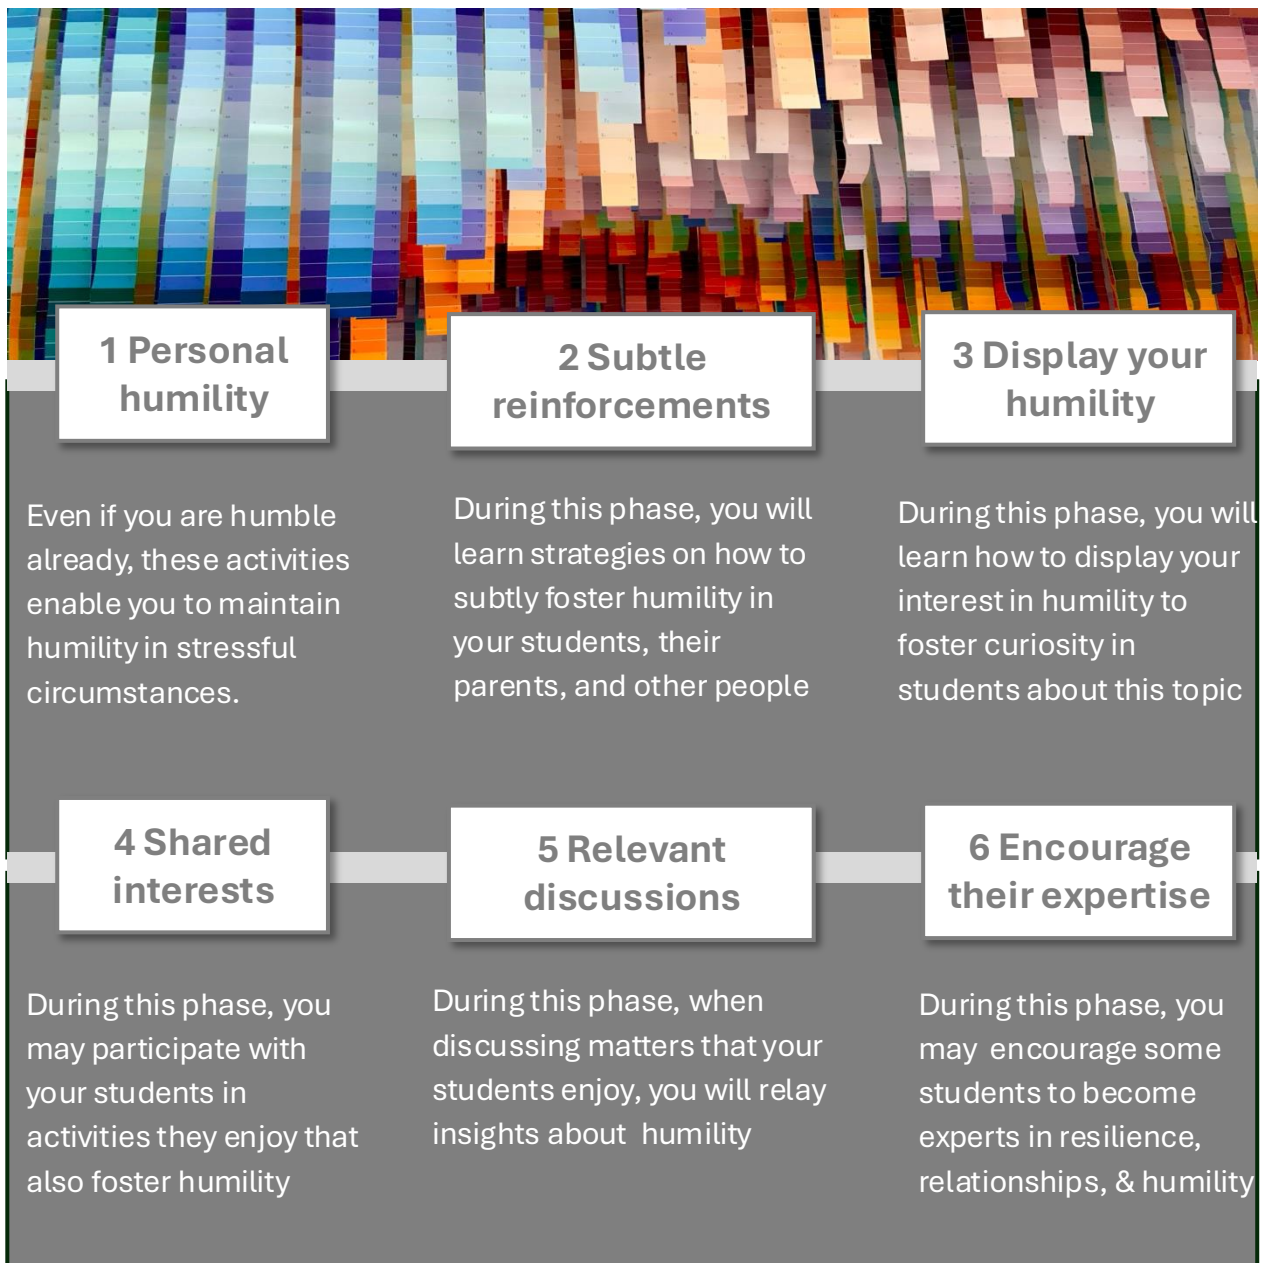 1 Personal
humility
2 Subtle
reinforcements
3 Display your
humility
Even if you are humble
already, these activities
enable you to maintain
humility in stressful
circumstances.
During this phase, you will
learn strategies on how to
subtly foster humility in
your students, their
parents, and other people
During this phase, you will
learn how to display your
interest in humility to
foster curiosity in
students about this topic
4 Shared
interests
5 Relevant
discussions
6 Encourage
their expertise
During this phase, you
may participate with
your students in
activities they enjoy that
also foster humility
During this phase, when
discussing matters that your
students enjoy, you will relay
insights about  humility
During this phase, you
may  encourage some
students to become
experts in resilience,
relationships, & humility